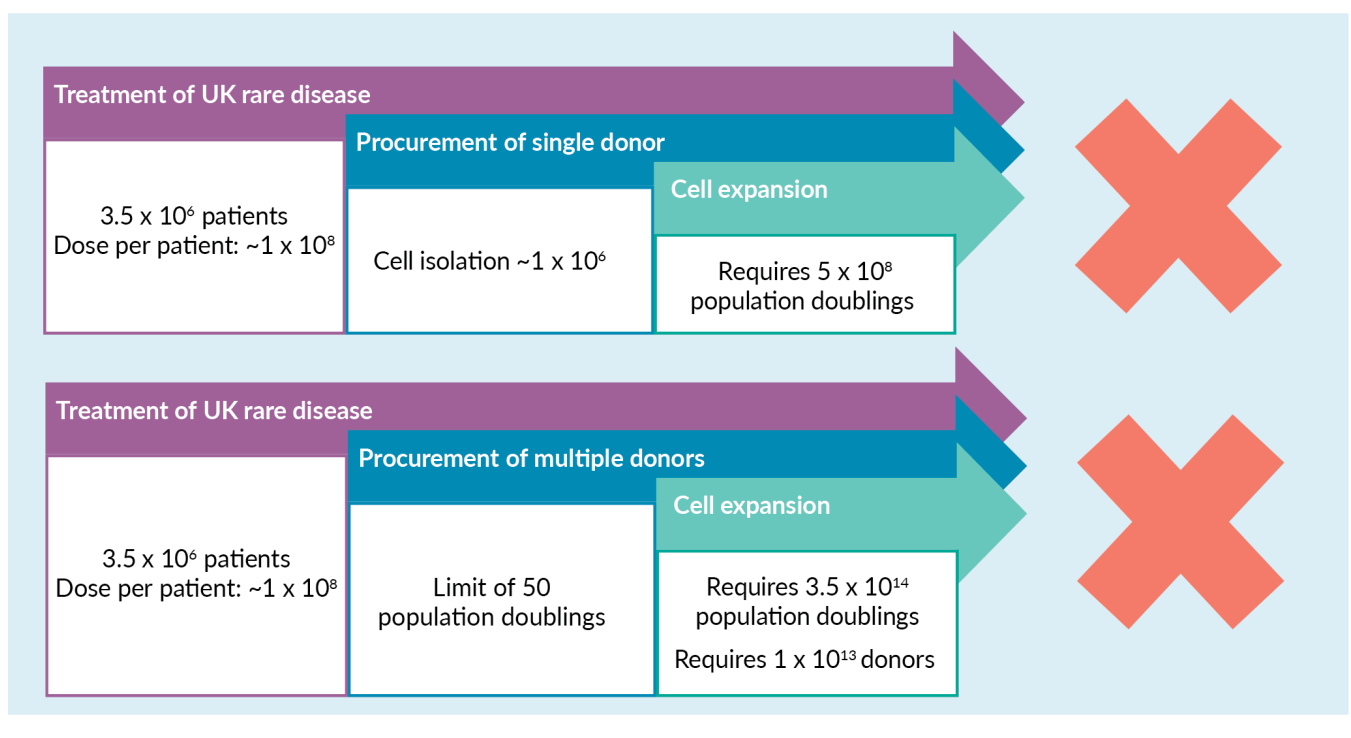 Treatment of UK rare disease
Procurement of single donor
Cell expansion
3.5 x 10⁶ patients
Dose per patient: ~1 x 10⁸
Cell isolation ~1 x 10⁶
Requires 5 x 10⁸
population doublings
Treatment of UK rare disease
Procurement of multiple donors
Cell expansion
3.5 x 10⁶ patients
Dose per patient: ~1 x 10⁸
Limit of 50
population doublings
Requires 3.5 x 10¹⁴
population doublings
Requires 1 x 10¹³ donors